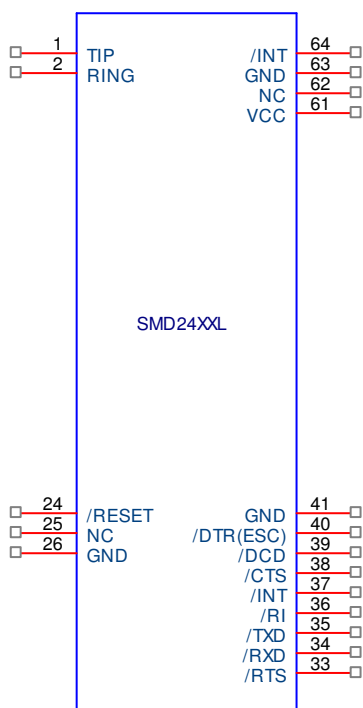 1 TIP
2 RING
/INT 64
GND 63
NC 62
VCC 61
SMD24XXL
24 /RESET
25 NC
26 GND
GND 41
/DTR(ESC) 40
/DCD 39
/CTS 38
/INT 37
/RI 36
/TXD 35
/RXD 34
/RTS 33